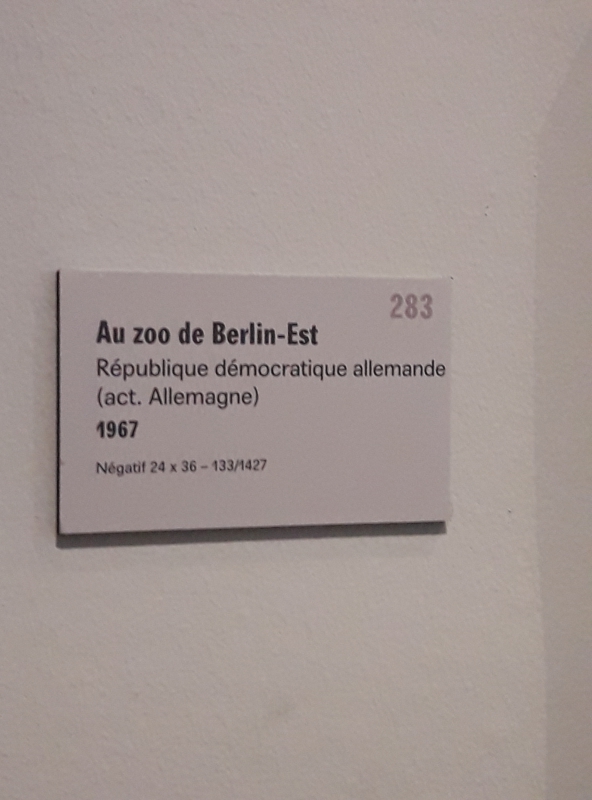 283
Au zoo de Berlin-Est
République démocratique allemande
(act. Allemagne)
1967
Négatif 24 x 36 – 133/1427